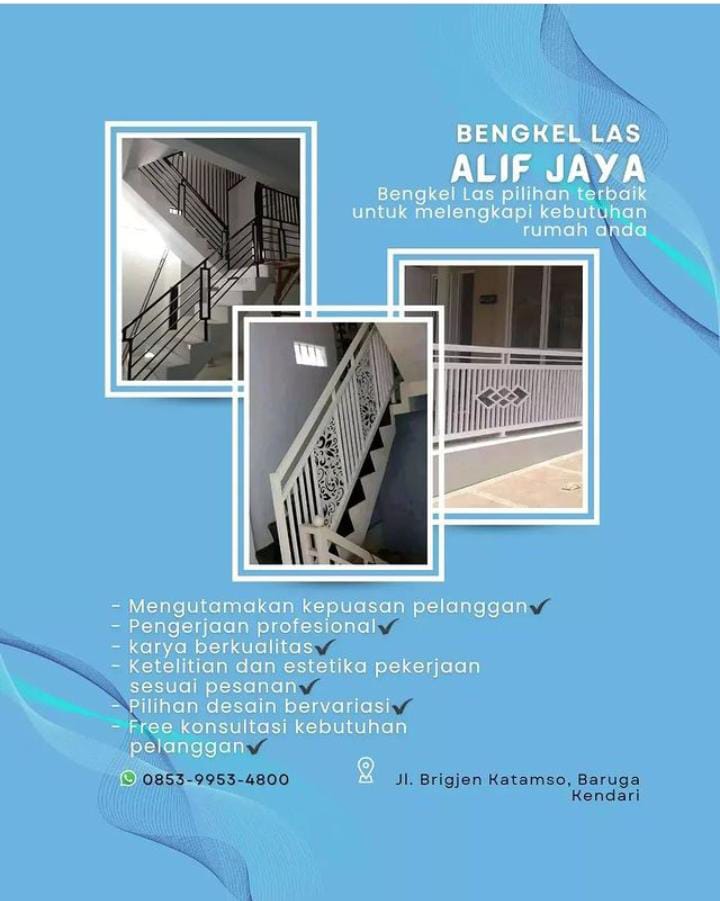 BENGKEL LAS
ALIF JAYA
Bengkel Las pilihan terbaik
untuk melengkapi kebutuhan
rumah anda
- Mengutamakan kepuasan pelanggan✔
- Pengerjaan profesional✔
- karya berkualitas✔
- Ketelitian dan estetika pekerjaan
sesuai pesanan✔
- Pilihan desain bervariasi✔
- Free konsultasi kebutuhan
pelanggan✔
0853-9953-4800
Jl. Brigjen Katamso, Baruga
Kendari